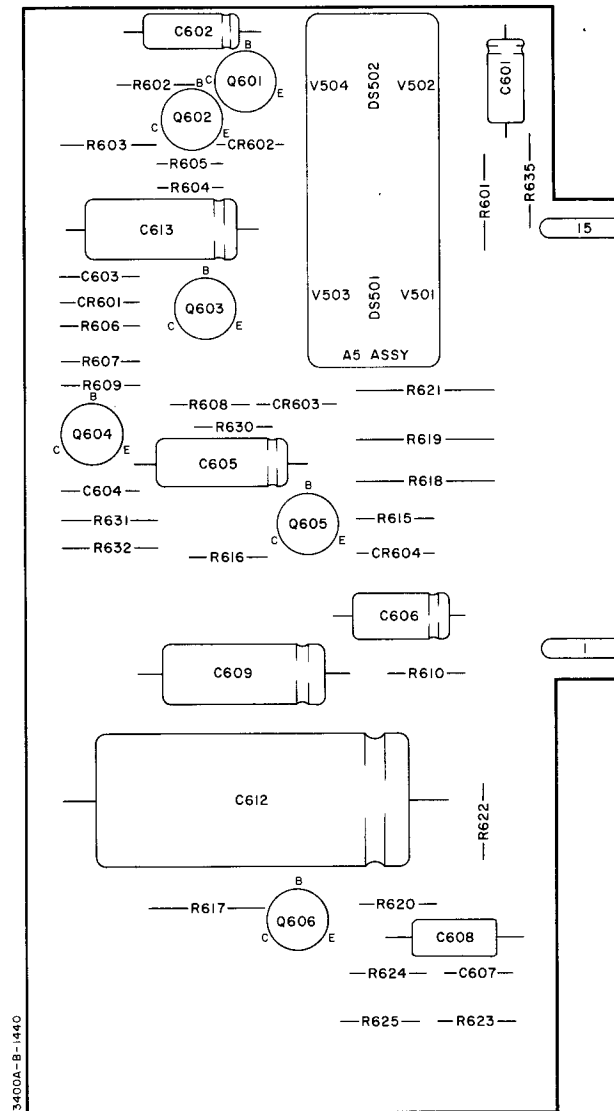 C602
B
C601
R602
B
C
Q601
E
V504
DS502
V502
Q602
C
E
R603
CR602
R605
R604
R601
R635
C613
15
C603
B
CR601
Q603
C
E
R606
V503
DS501
V501
R607
A5 ASSY
R609
R621
B
R608
CR603
Q604
C
E
R630
R619
C605
R618
C604
B
R631
Q605
C
E
R615
R632
R616
CR604
C606
1
C609
R610
C612
R622
B
R617
Q606
C
E
R620
C608
R624
C607
R625
R623
3400A-B-1440